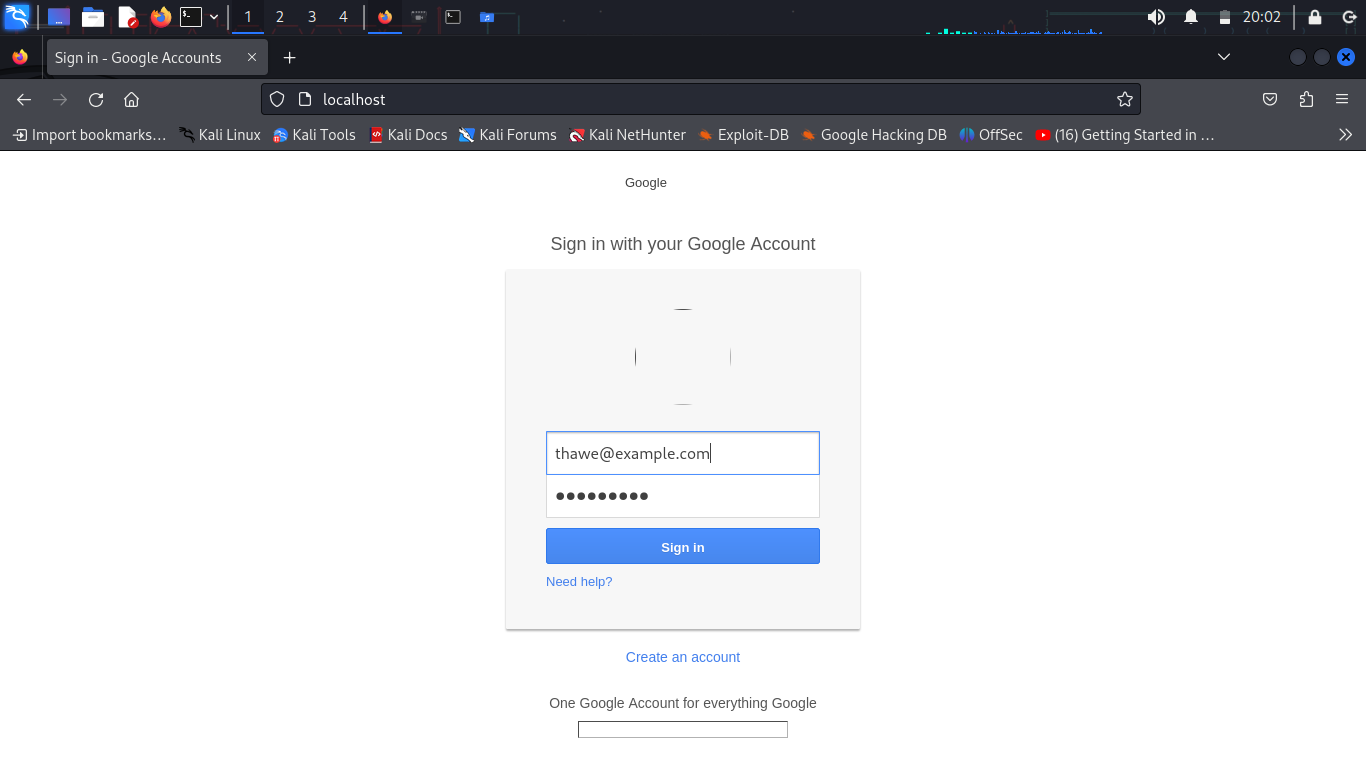 1 2 3 4 20:02
Sign in - Google Accounts
localhost
Import bookmarks... Kali Linux Kali Tools Kali Docs Kali Forums Kali NetHunter Exploit-DB Google Hacking DB OffSec (16) Getting Started in ...
Google
Sign in with your Google Account
thawe@example.com
●●●●●●●●●
Sign in
Need help?
Create an account
One Google Account for everything Google